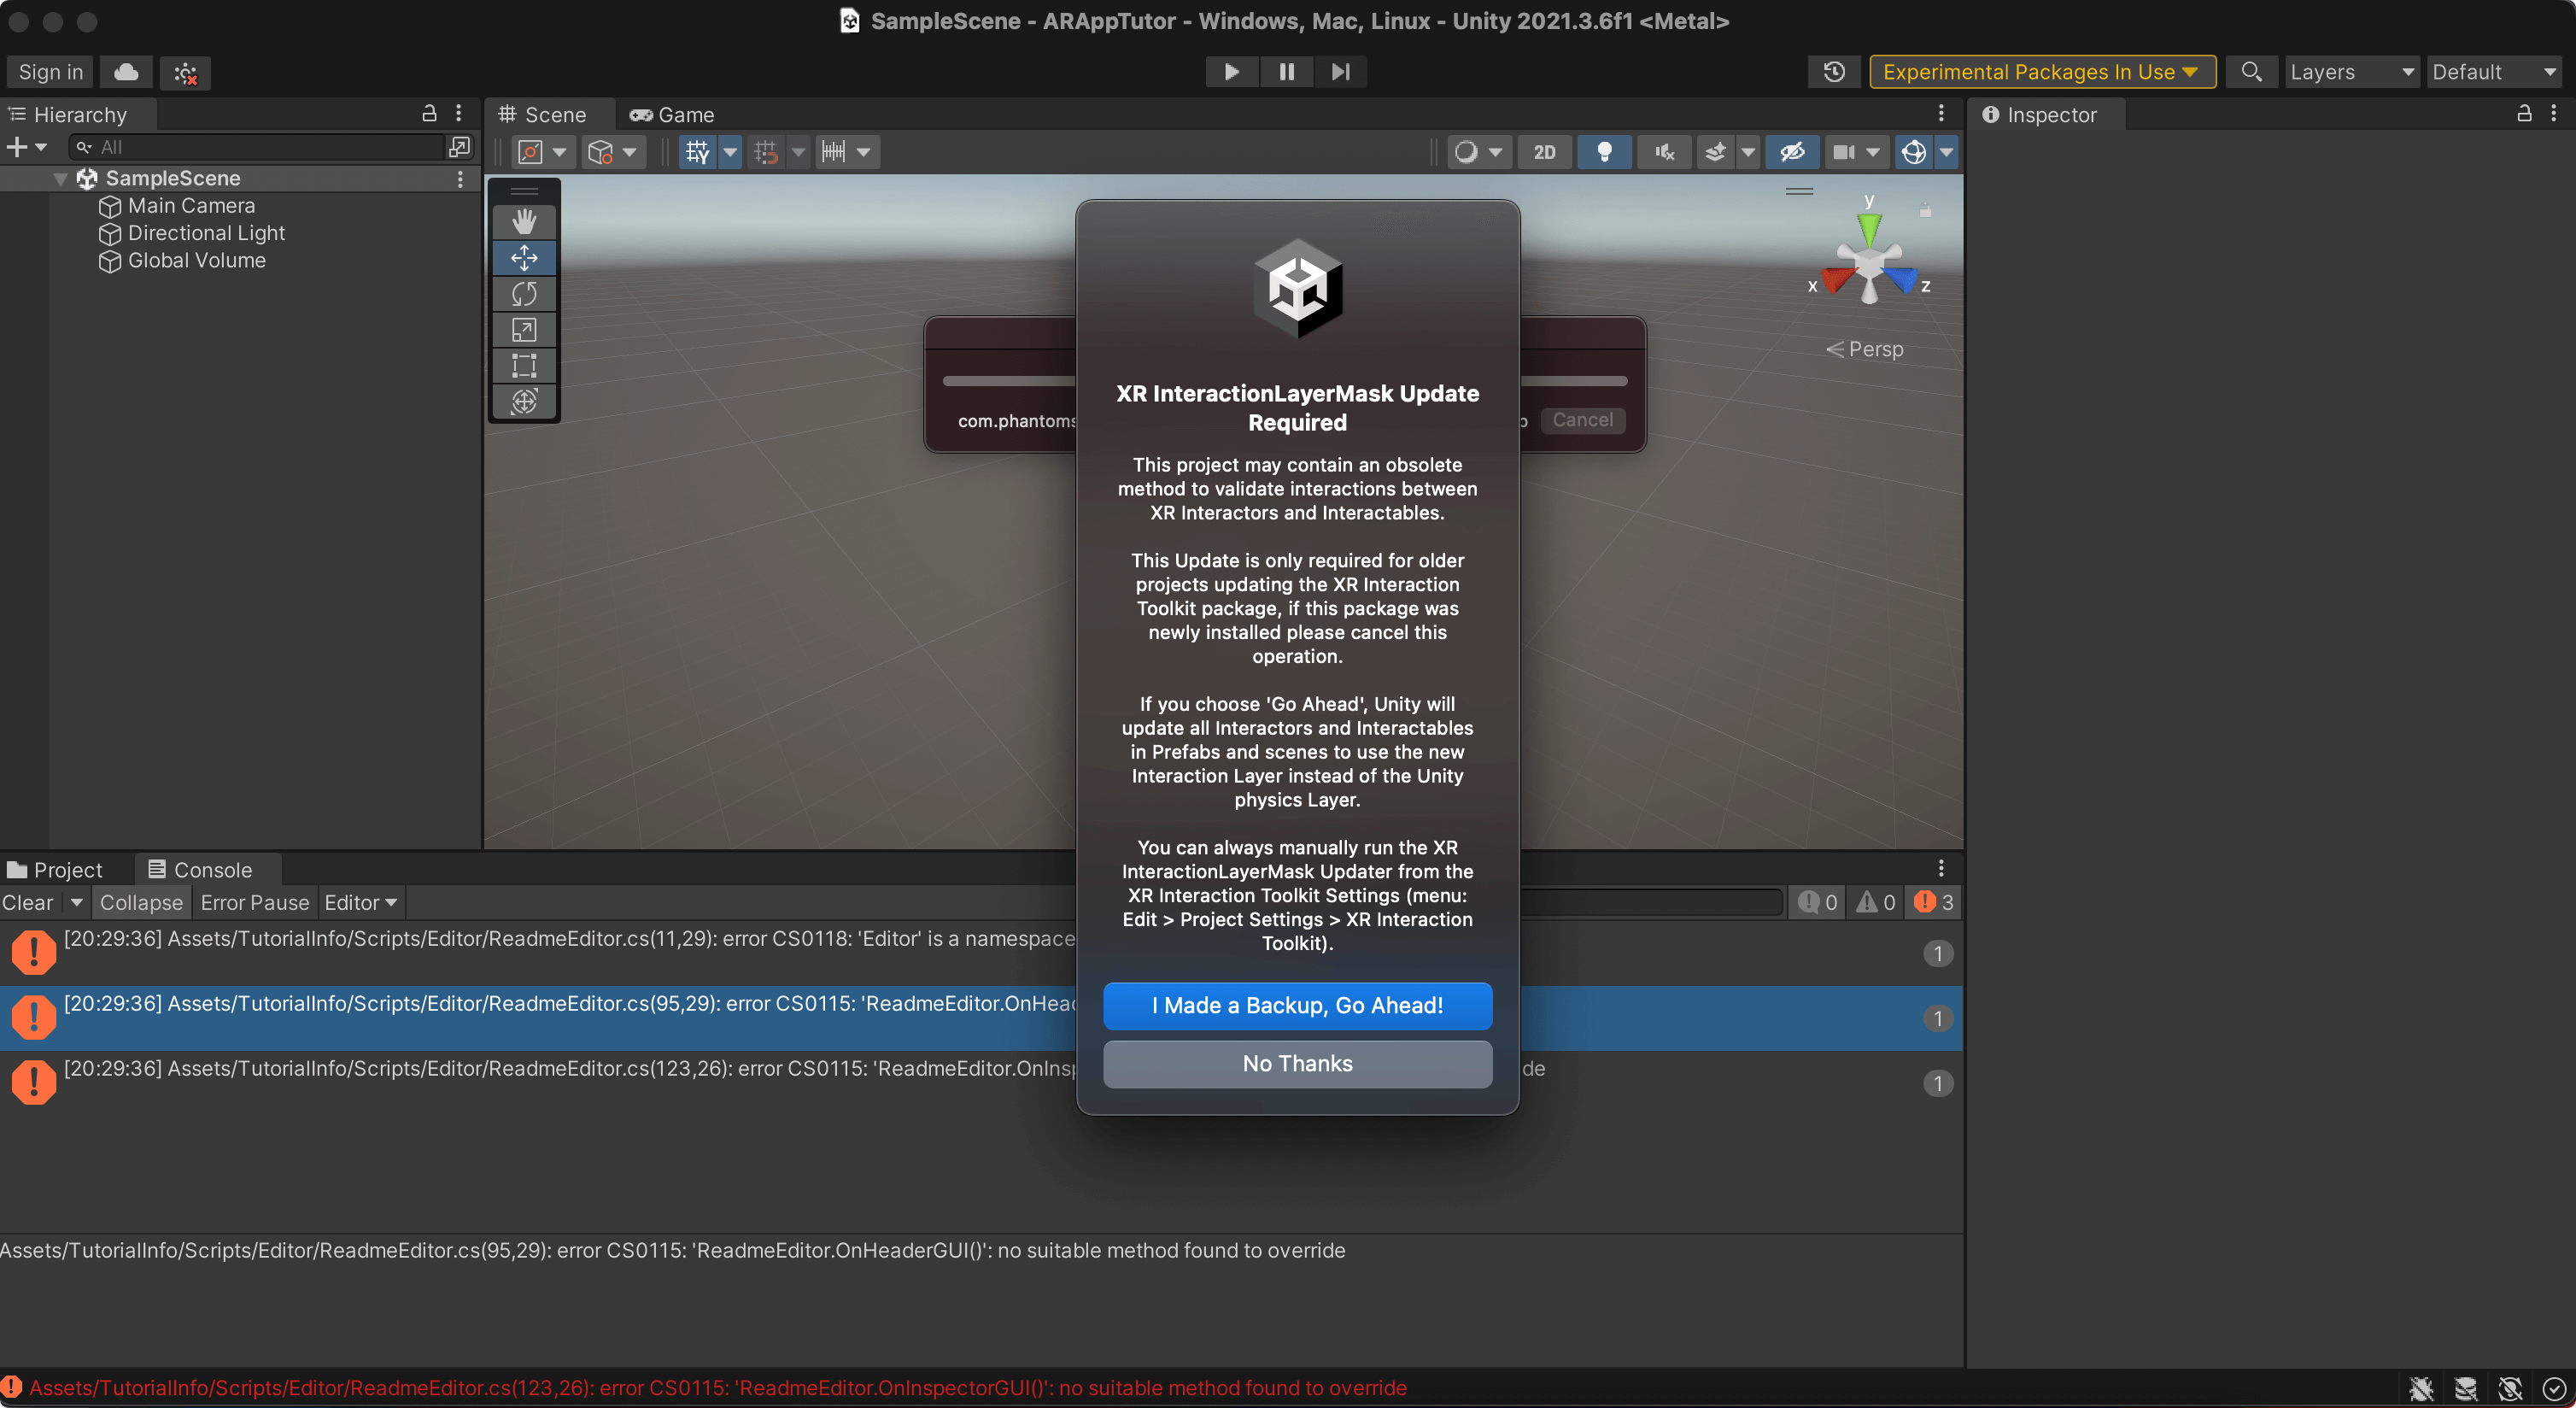 SampleScene - ARAppTutor - Windows, Mac, Linux - Unity 2021.3.6f1 <Metal>
Sign in
Experimental Packages In Use
Layers
Default
Hierarchy
Scene
Game
Inspector
All
2D
SampleScene
Main Camera
Directional Light
Global Volume
y
x
z
Persp
com.phantoms
Cancel
XR InteractionLayerMask Update
Required
This project may contain an obsolete
method to validate interactions between
XR Interactors and Interactables.
This Update is only required for older
projects updating the XR Interaction
Toolkit package, if this package was
newly installed please cancel this
operation.
If you choose 'Go Ahead', Unity will
update all Interactors and Interactables
in Prefabs and scenes to use the new
Interaction Layer instead of the Unity
physics Layer.
You can always manually run the XR
InteractionLayerMask Updater from the
XR Interaction Toolkit Settings (menu:
Edit > Project Settings > XR Interaction
Toolkit).
I Made a Backup, Go Ahead!
No Thanks
Project
Console
Clear
Collapse
Error Pause
Editor
0
0
3
[20:29:36] Assets/TutorialInfo/Scripts/Editor/ReadmeEditor.cs(11,29): error CS0118: 'Editor' is a namespace
1
[20:29:36] Assets/TutorialInfo/Scripts/Editor/ReadmeEditor.cs(95,29): error CS0115: 'ReadmeEditor.OnHea
1
[20:29:36] Assets/TutorialInfo/Scripts/Editor/ReadmeEditor.cs(123,26): error CS0115: 'ReadmeEditor.OnInsp
de
1
Assets/TutorialInfo/Scripts/Editor/ReadmeEditor.cs(95,29): error CS0115: 'ReadmeEditor.OnHeaderGUI()': no suitable method found to override
Assets/TutorialInfo/Scripts/Editor/ReadmeEditor.cs(123,26): error CS0115: 'ReadmeEditor.OnInspectorGUI()': no suitable method found to override